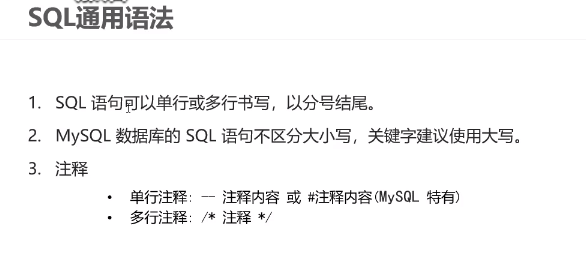 SQL通用语法
1. SQL 语句可以单行或多行书写，以分号结尾。
2. MySQL 数据库的 SQL 语句不区分大小写，关键字建议使用大写。
3. 注释
• 单行注释: -- 注释内容 或 #注释内容(MySQL 特有)
• 多行注释: /* 注释 */